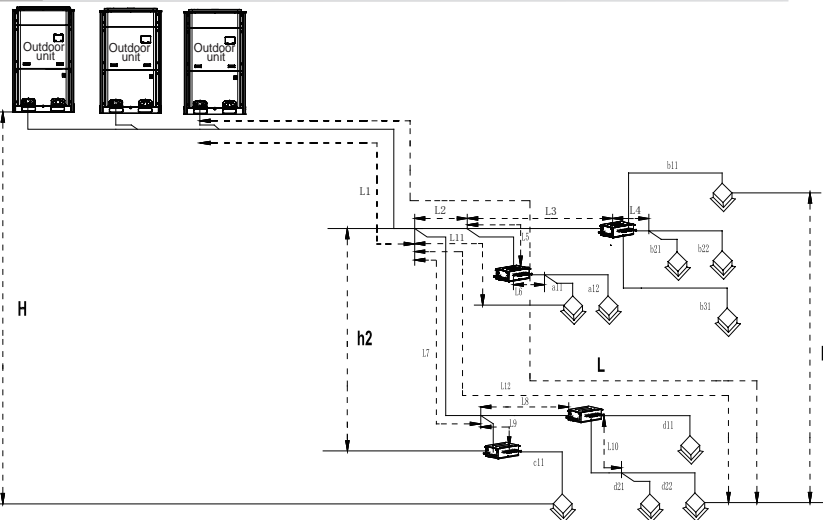 Outdoor
unit
Outdoor
unit
Outdoor
unit
b11
L1
L2
L3
L4
L11
L5
b21
b22
L6
a11
a12
H
b31
h2
L7
L
L12
L8
L9
d11
L10
c11
d21
d22